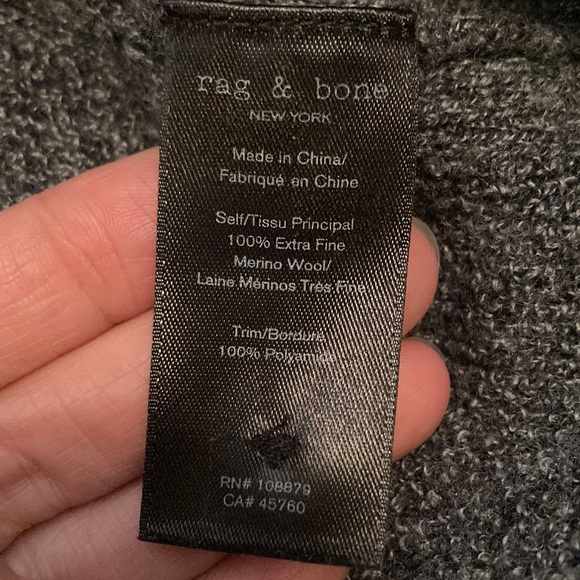 rag & bone
NEW YORK
Made in China/
Fabriqué en Chine
Self/Tissu Principal
100% Extra Fine
Merino Wool/
Laine Mérinos Très Fine
Trim/Bordure
100% Polyamide
RN# 108879
CA# 45760